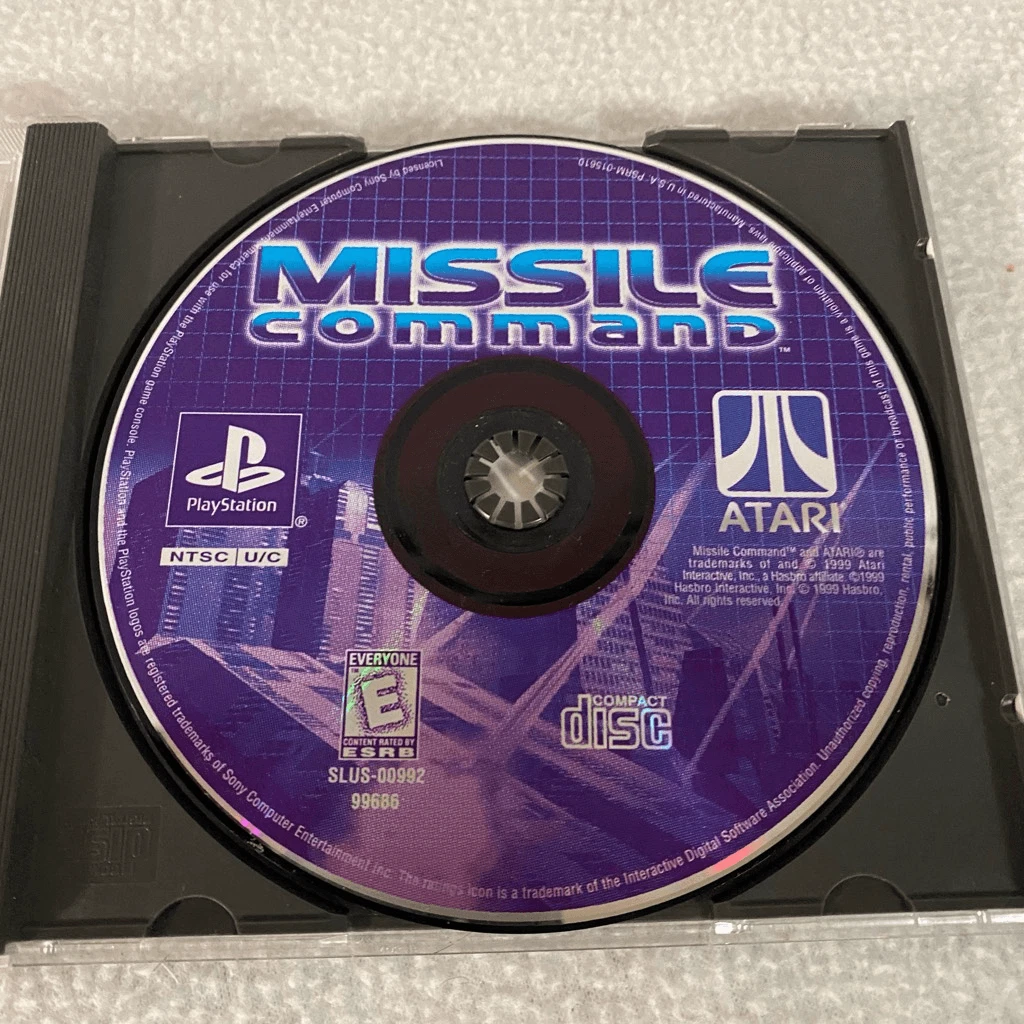 Licensed by Sony Computer Entertainment America for use with the PlayStation game console. PlayStation and the PlayStation logos are registered trademarks of Sony Computer Entertainment Inc. The ratings icon is a trademark of the Interactive Digital Software Association. Unauthorized copying, reproduction, rental, public performance or broadcast of this game is a violation of applicable laws. Manufactured in U.S.A. PSRM-015610
MISSILE
COMMAND™
PlayStation
®
NTSC U/C
ATARI
Missile Command™ and ATARI® are
trademarks of and © 1999 Atari
Interactive, Inc., a Hasbro affiliate. ©1999
Hasbro Interactive, Inc. © 1999 Hasbro,
Inc. All rights reserved.
EVERYONE
E
CONTENT RATED BY
ESRB
COMPACT
disc
SLUS-00992
99686